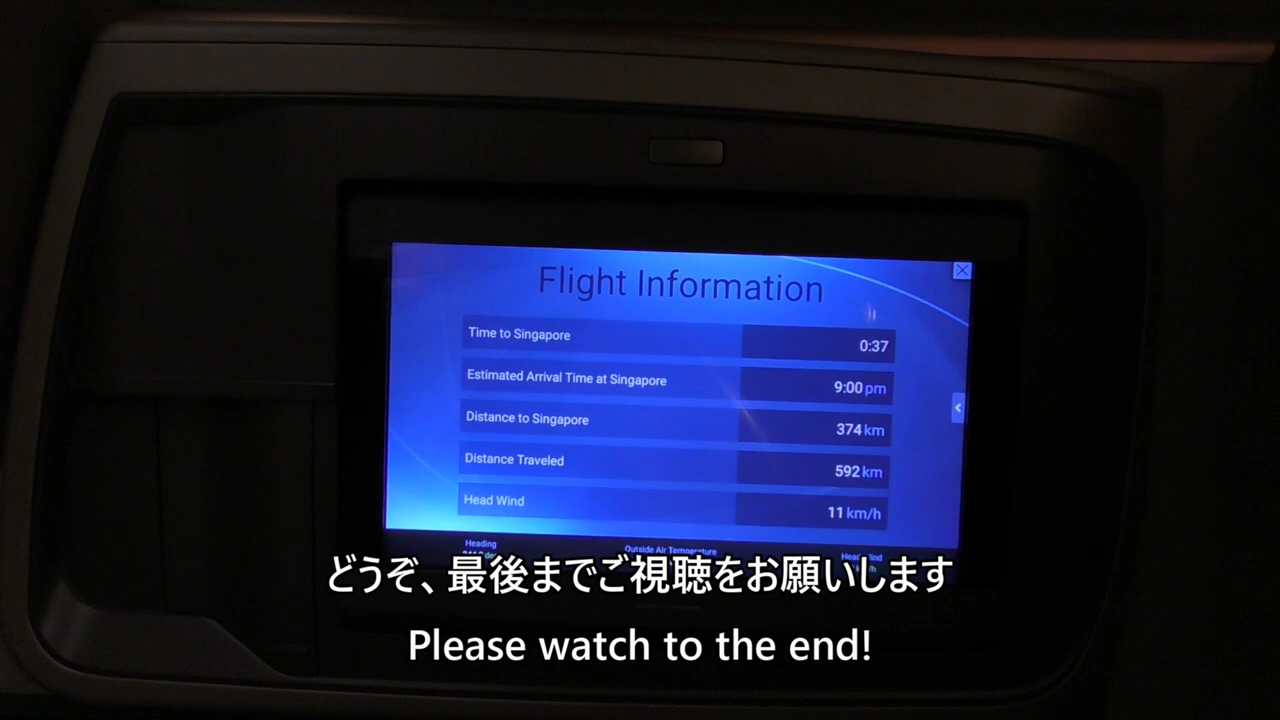 Flight Information
Time to Singapore 0:37
Estimated Arrival Time at Singapore 9:00 pm
Distance to Singapore 374 km
Distance Traveled 592 km
Head Wind 11 km/h
Heading Outside Air Temperature
どうぞ、最後までご視聴をお願いします
Please watch to the end!